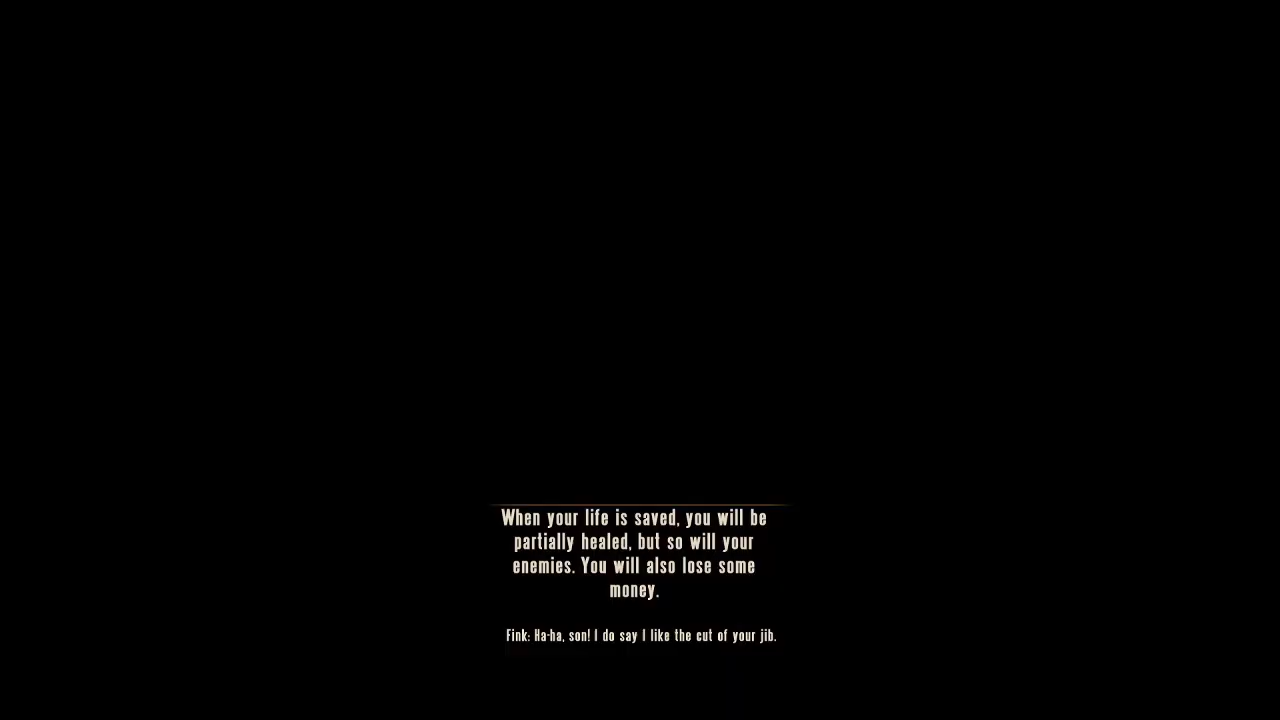 When your life is saved, you will be
partially healed, but so will your
enemies. You will also lose some
money.
Fink: Ha-ha, son! I do say I like the cut of your jib.